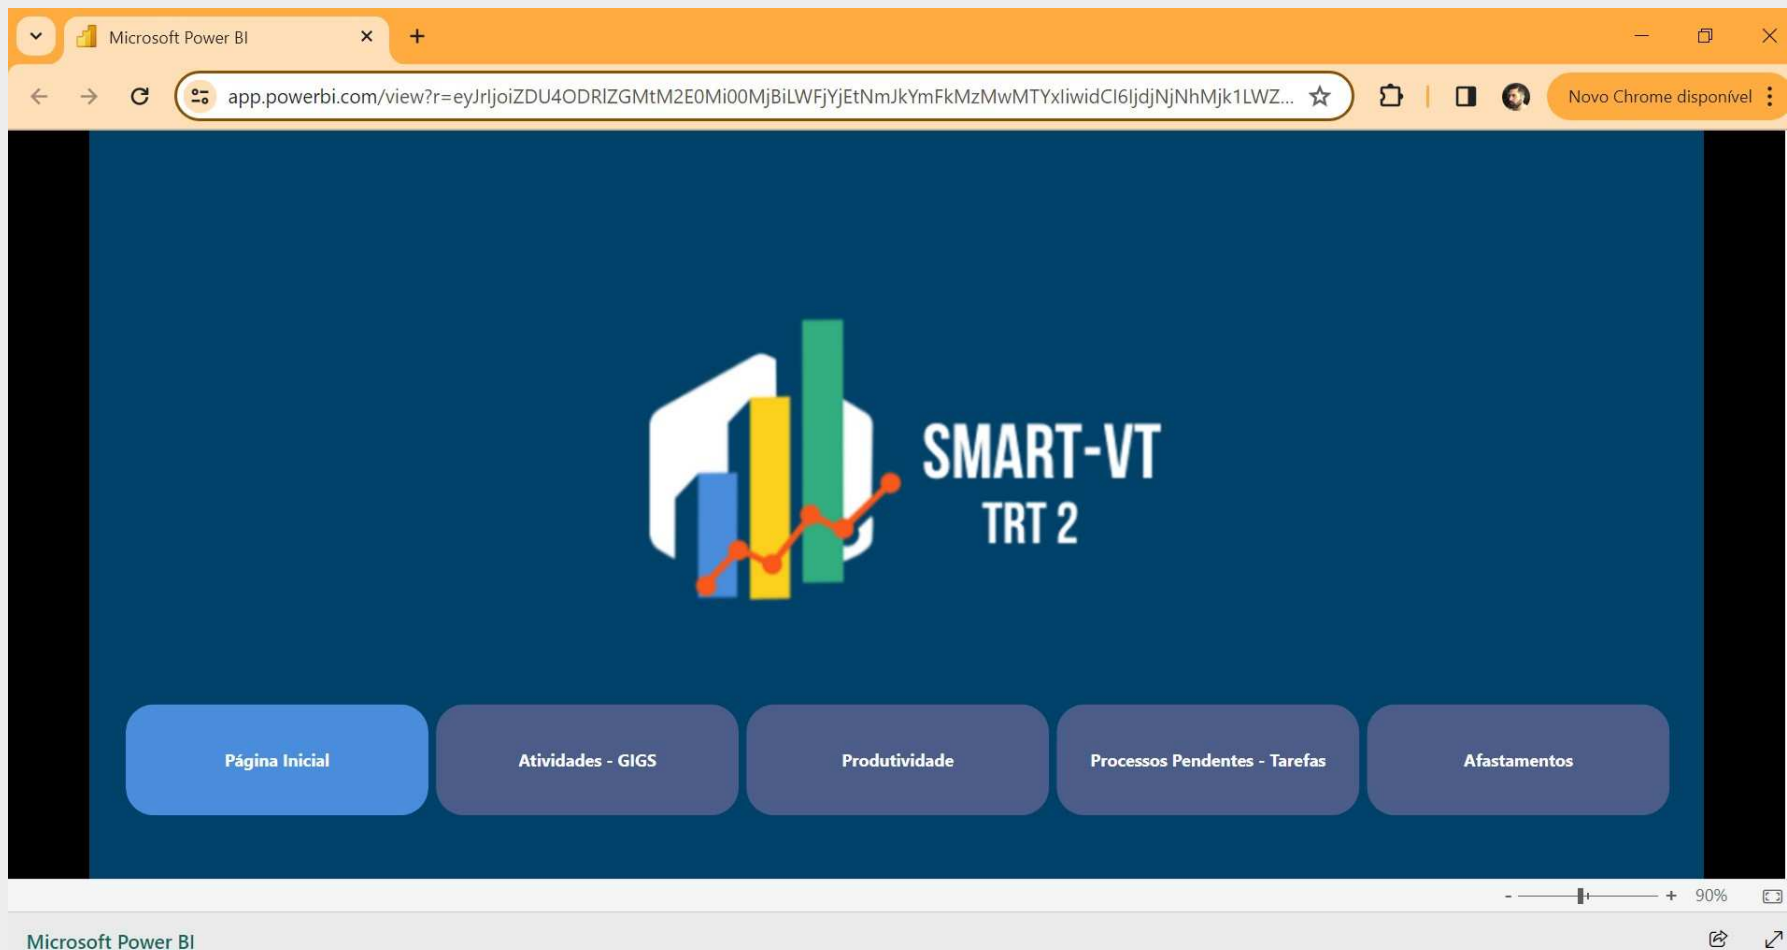 Microsoft Power BI
app.powerbi.com/view?r=eyJrIjoiZDU4ODRlZGMtM2E0Mi00MjBiLWFjYjEtNmJkYmFkMzMwMTYxIiwidCI6IjdjNjNhMjk1LWZ...
Novo Chrome disponível
SMART-VT
TRT 2
Página Inicial
Atividades - GIGS
Produtividade
Processos Pendentes - Tarefas
Afastamentos
- + 90%
Microsoft Power BI